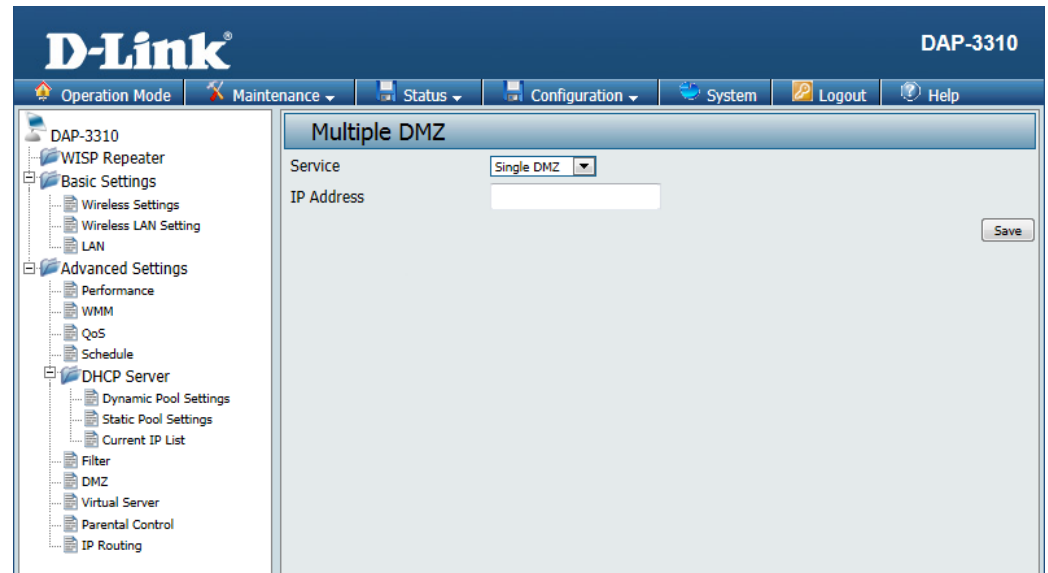 D-Link®
DAP-3310
Operation Mode
Maintenance
Status
Configuration
System
Logout
Help
DAP-3310
WISP Repeater
Basic Settings
Wireless Settings
Wireless LAN Setting
LAN
Advanced Settings
Performance
WMM
QoS
Schedule
DHCP Server
Dynamic Pool Settings
Static Pool Settings
Current IP List
Filter
DMZ
Virtual Server
Parental Control
IP Routing
Multiple DMZ
Service
Single DMZ
IP Address
Save